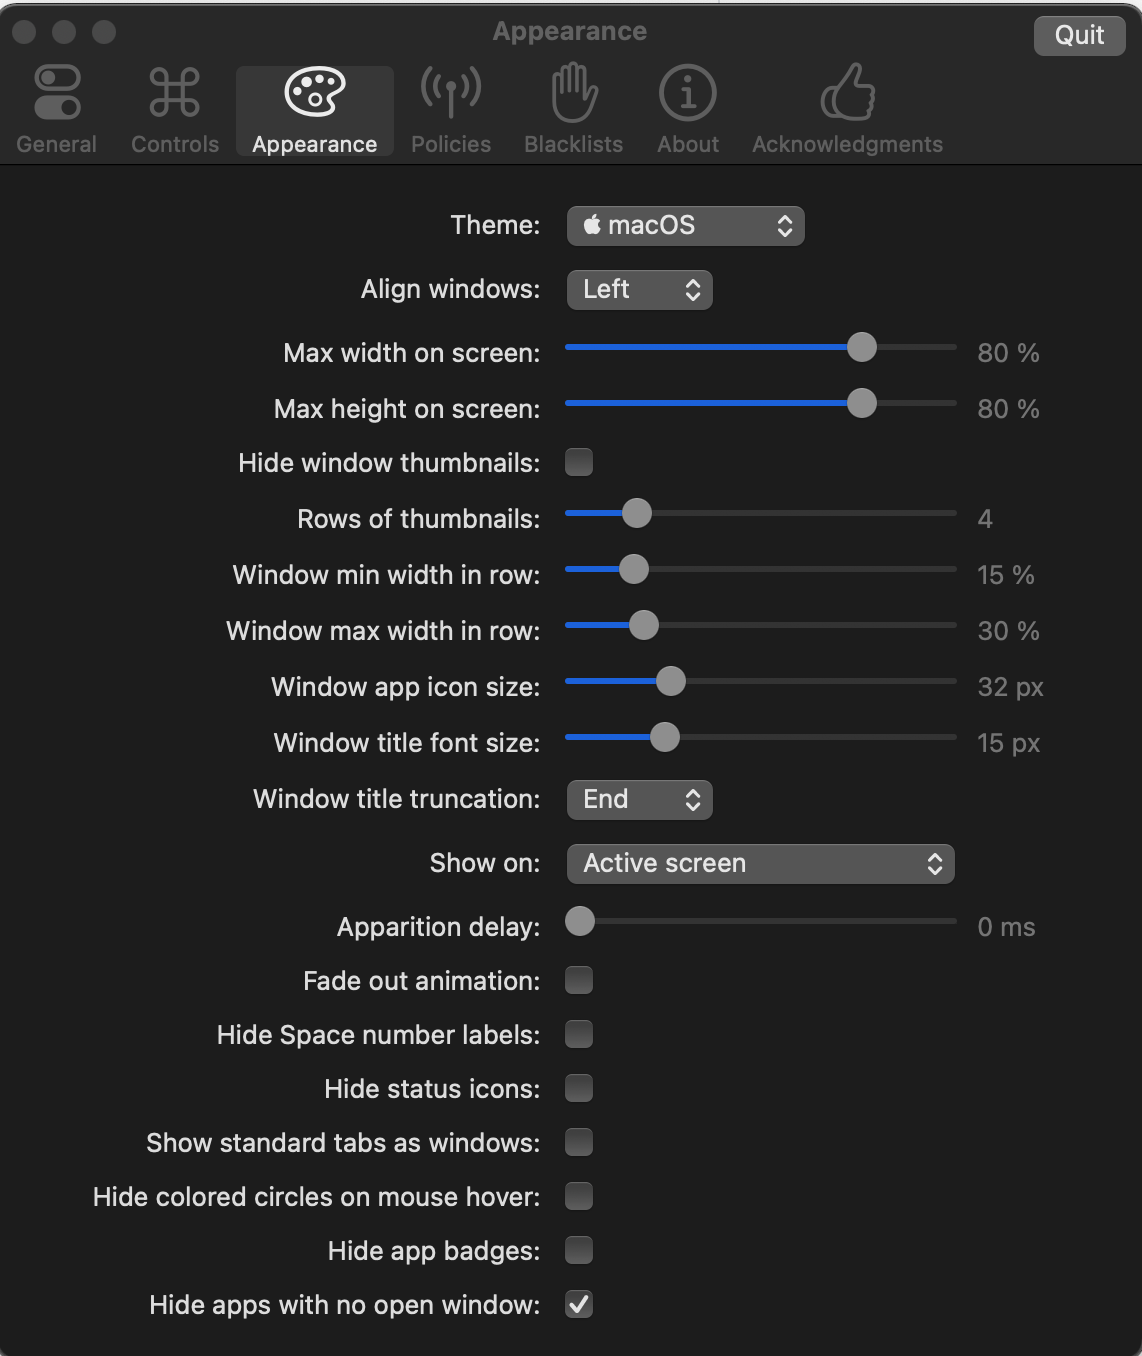 Appearance
Quit
General Controls Appearance Policies Blacklists About Acknowledgments
Theme: macOS
Align windows: Left
Max width on screen: 80 %
Max height on screen: 80 %
Hide window thumbnails:
Rows of thumbnails: 4
Window min width in row: 15 %
Window max width in row: 30 %
Window app icon size: 32 px
Window title font size: 15 px
Window title truncation: End
Show on: Active screen
Apparition delay: 0 ms
Fade out animation:
Hide Space number labels:
Hide status icons:
Show standard tabs as windows:
Hide colored circles on mouse hover:
Hide app badges:
Hide apps with no open window: